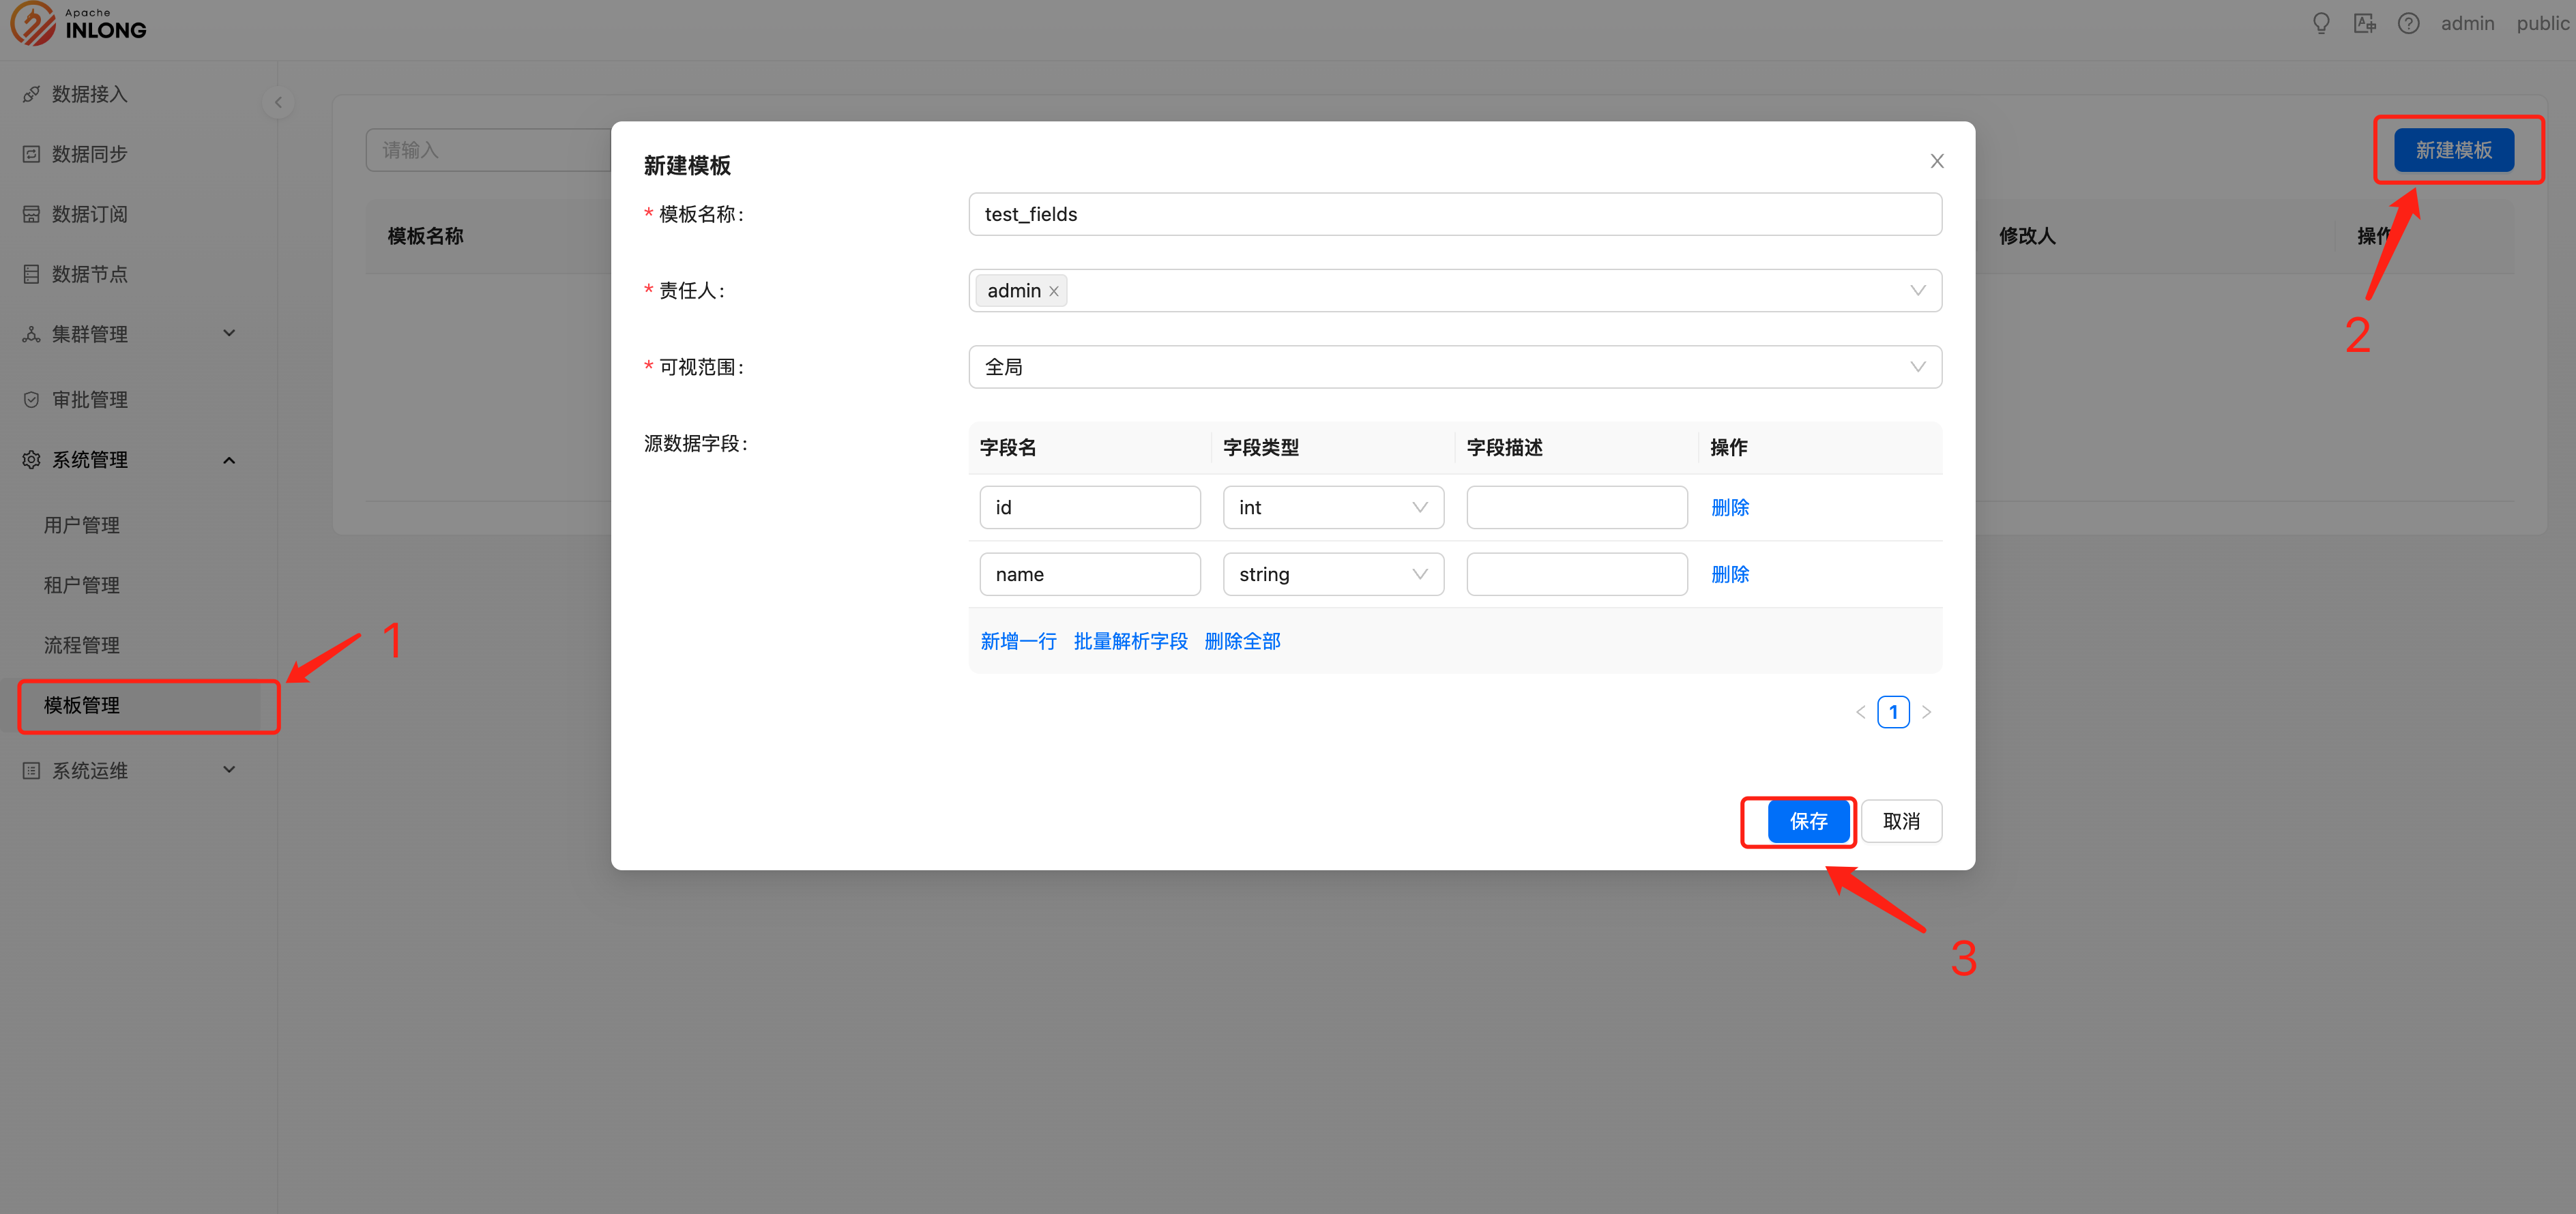 Apache
INLONG
admin public
数据接入
数据同步
数据订阅
数据节点
集群管理
审批管理
系统管理
用户管理
租户管理
流程管理
模板管理
系统运维
1
请输入
新建模板
模板名称
修改人
2
新建模板
* 模板名称:
test_fields
* 责任人:
admin
* 可视范围:
全局
源数据字段:
字段名 字段类型 字段描述 操作
id int 删除
name string 删除
新增一行 批量解析字段 删除全部
1
保存 取消
3